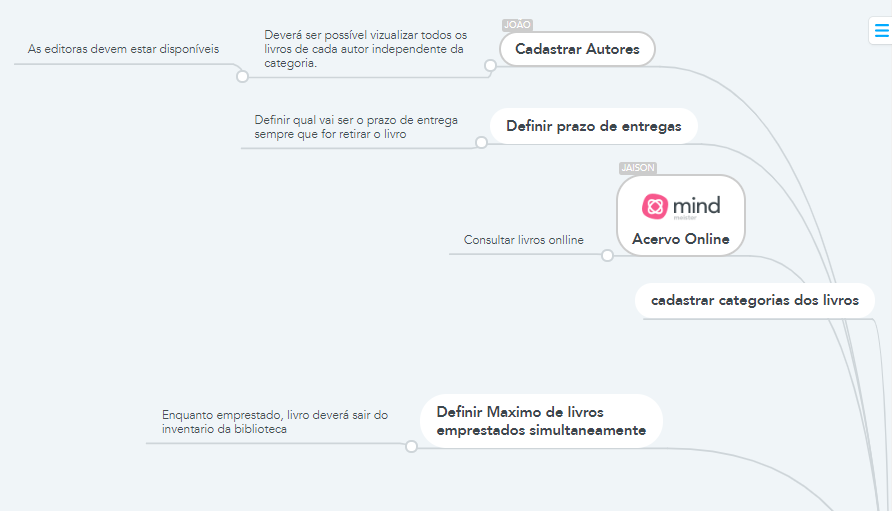 JOÃO
Cadastrar Autores
Deverá ser possível vizualizar todos os
livros de cada autor independente da
categoria.
As editoras devem estar disponíveis
Definir prazo de entregas
Definir qual vai ser o prazo de entrega
sempre que for retirar o livro
JAISON
mind
meister
Acervo Online
Consultar livros onlline
cadastrar categorias dos livros
Definir Maximo de livros
emprestados simultaneamente
Enquanto emprestado, livro deverá sair do
inventario da biblioteca